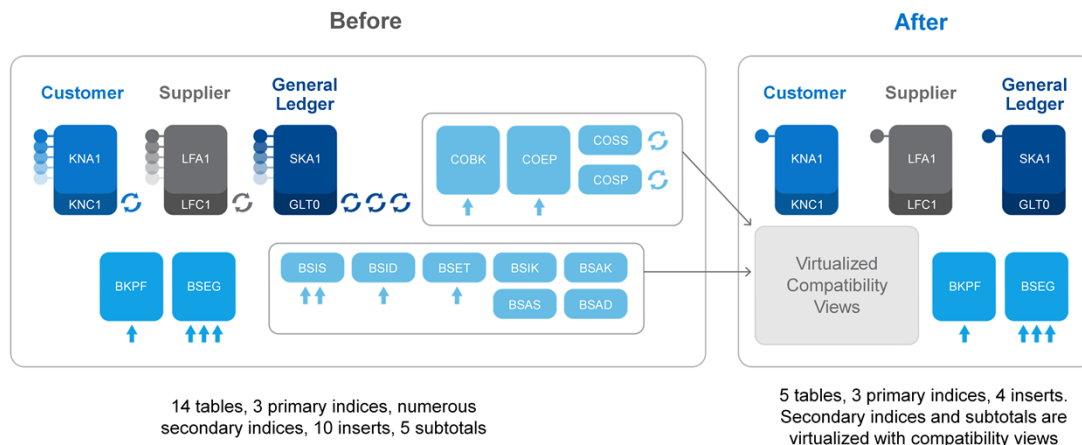 Before
After
Customer
Supplier
General
Ledger
KNA1
LFA1
SKA1
KNC1
LFC1
GLT0
COBK
COEP
COSS
COSP
BKPF
BSEG
BSIS
BSID
BSET
BSIK
BSAK
BSAS
BSAD
14 tables, 3 primary indices, numerous
secondary indices, 10 inserts, 5 subtotals
Customer
Supplier
General
Ledger
KNA1
LFA1
SKA1
KNC1
LFC1
GLT0
Virtualized
Compatibility
Views
BKPF
BSEG
5 tables, 3 primary indices, 4 inserts.
Secondary indices and subtotals are
virtualized with compatibility views